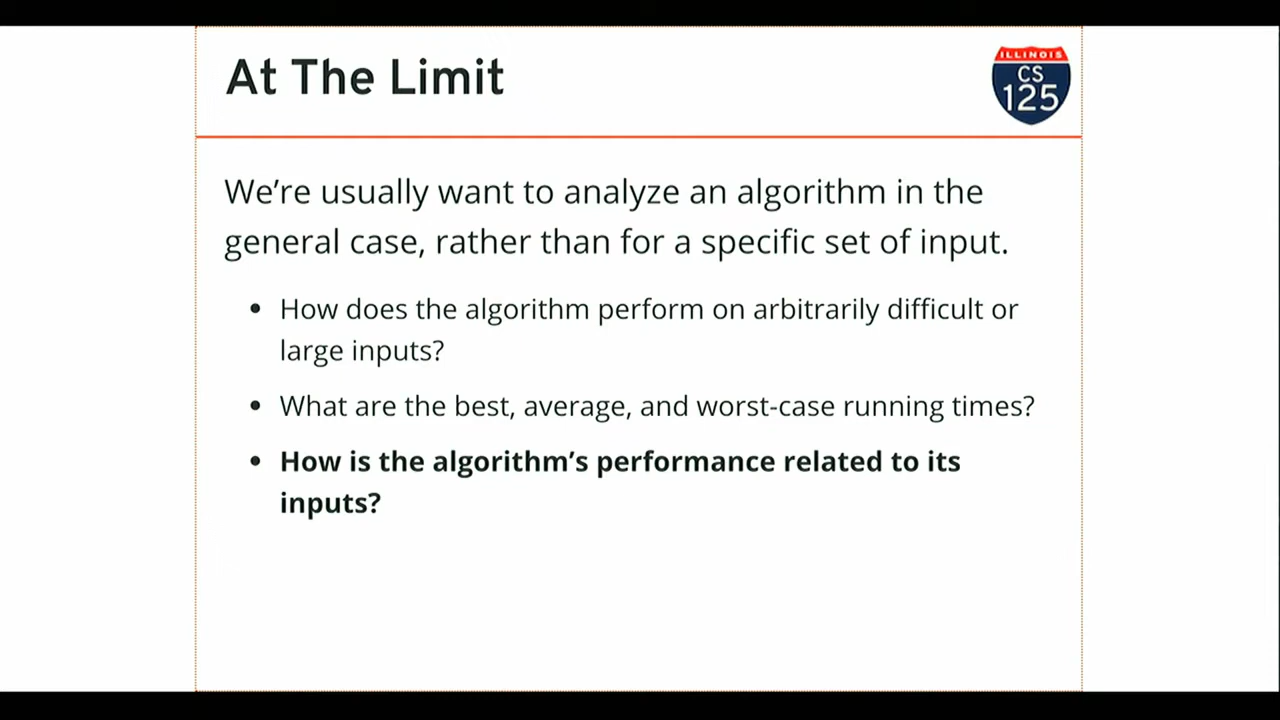 At The Limit
ILLINOIS
CS
125
We’re usually want to analyze an algorithm in the
general case, rather than for a specific set of input.
• How does the algorithm perform on arbitrarily difficult or
large inputs?
• What are the best, average, and worst-case running times?
• How is the algorithm’s performance related to its
inputs?